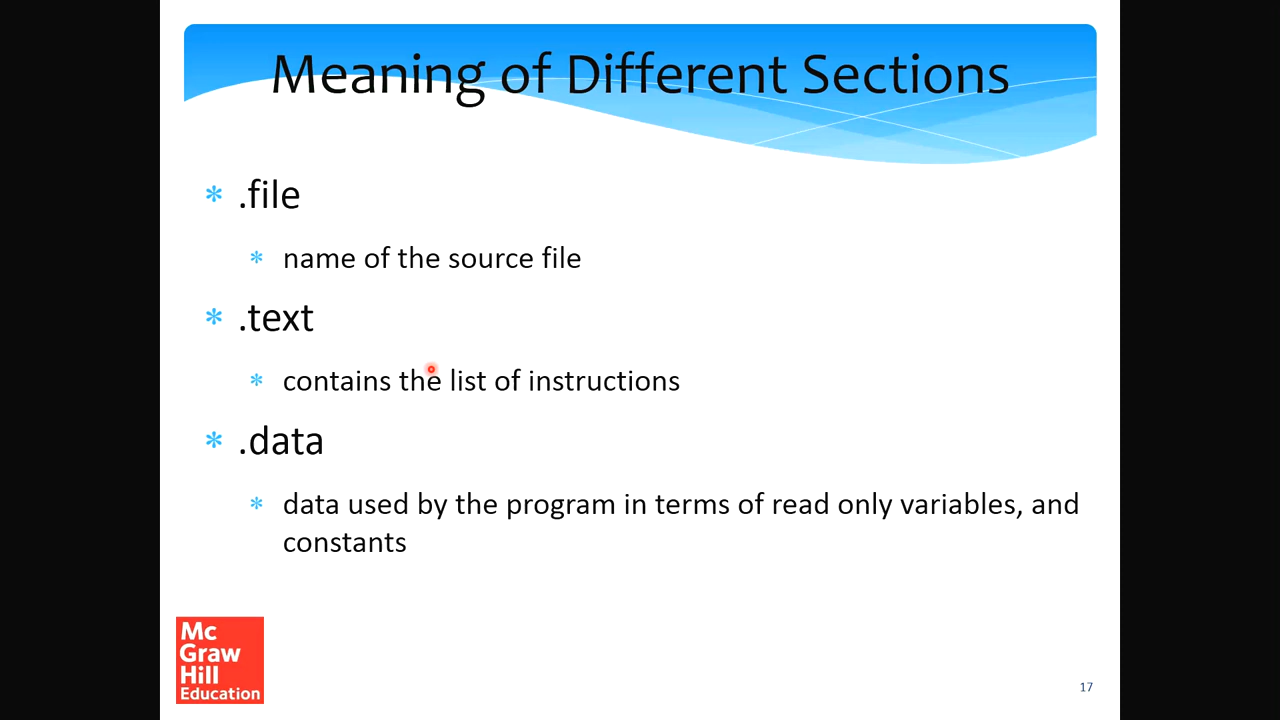 Meaning of Different Sections
.file
name of the source file
.text
contains the list of instructions
.data
data used by the program in terms of read only variables, and
constants
Mc
Graw
Hill
Education
17